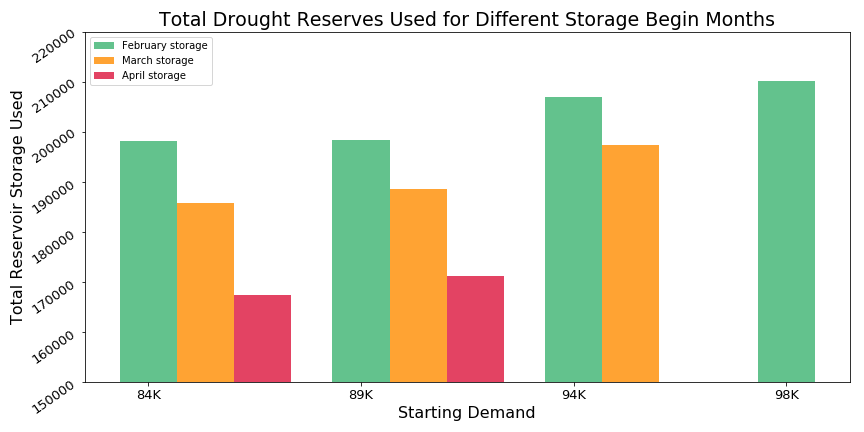 Total Drought Reserves Used for Different Storage Begin Months
Total Reservoir Storage Used
220000
210000
200000
190000
180000
170000
160000
150000
February storage
March storage
April storage
84K
89K
94K
98K
Starting Demand